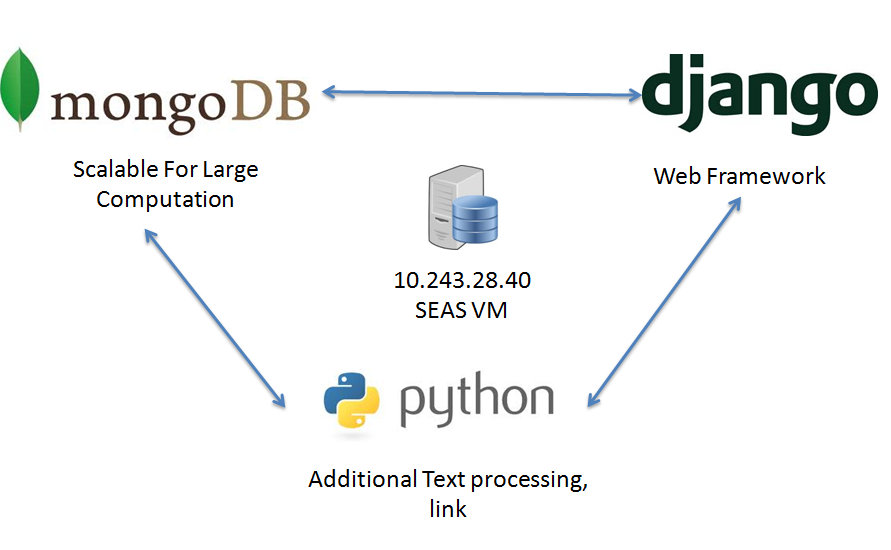 mongoDB
django
Scalable For Large
Computation
Web Framework
10.243.28.40
SEAS VM
python
Additional Text processing,
link